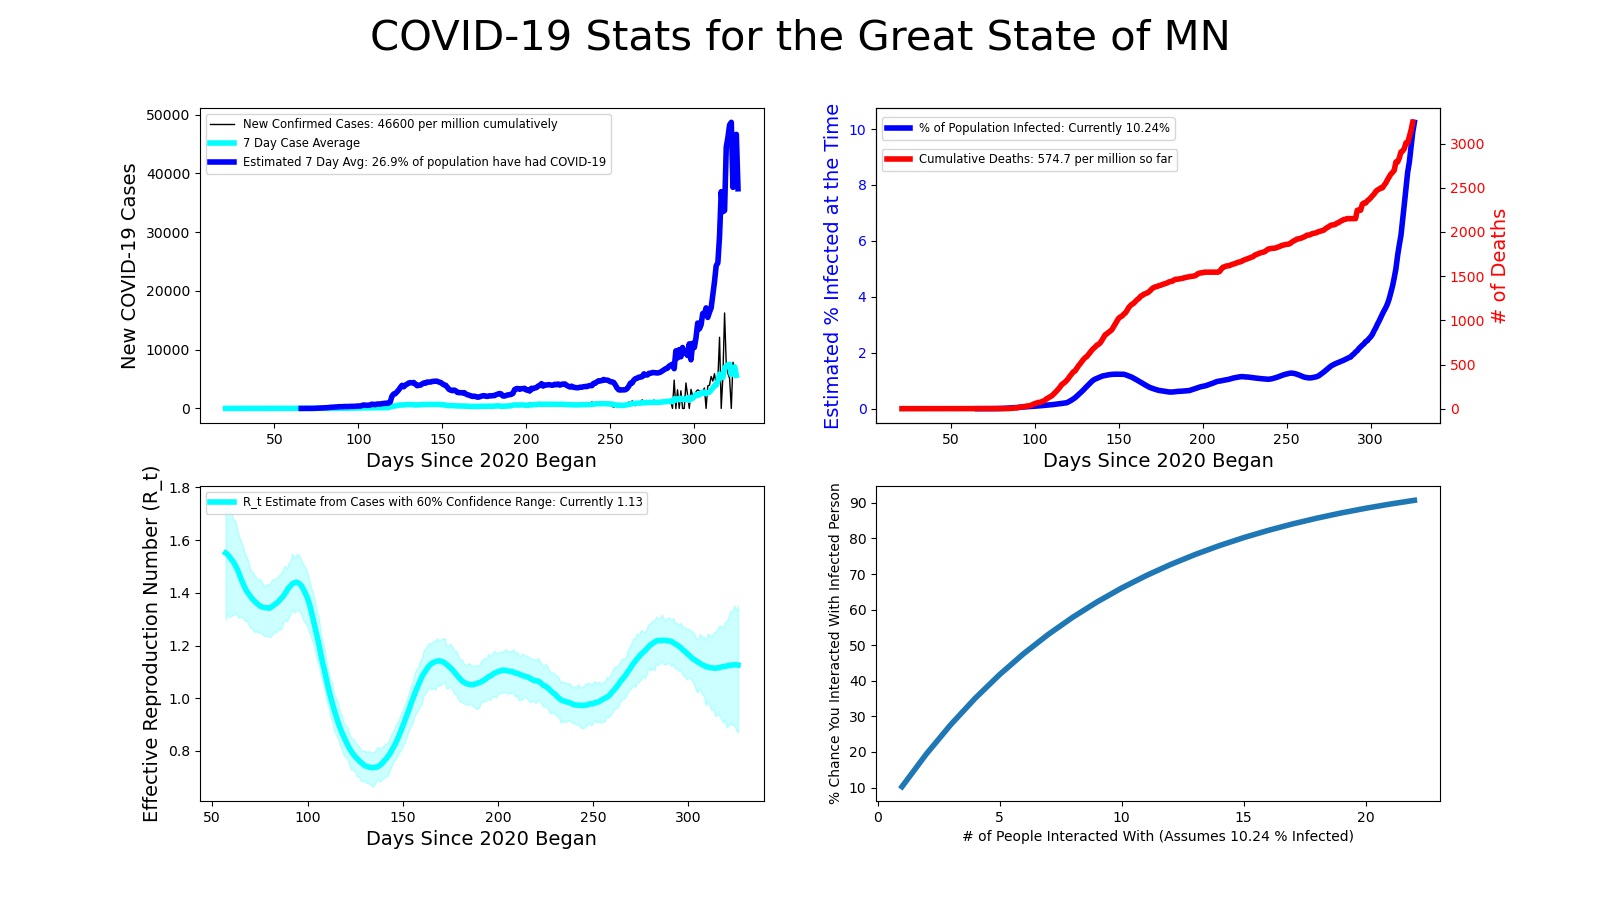 COVID-19 Stats for the Great State of MN
New COVID-19 Cases
50000
40000
30000
20000
10000
0
New Confirmed Cases: 46600 per million cumulatively
7 Day Case Average
Estimated 7 Day Avg: 26.9% of population have had COVID-19
50 100 150 200 250 300
Days Since 2020 Began
Estimated % Infected at the Time
10
8
6
4
2
0
% of Population Infected: Currently 10.24%
Cumulative Deaths: 574.7 per million so far
3000
2500
2000
1500
1000
500
0
# of Deaths
50 100 150 200 250 300
Days Since 2020 Began
Effective Reproduction Number (R_t)
1.8
1.6
1.4
1.2
1.0
0.8
R_t Estimate from Cases with 60% Confidence Range: Currently 1.13
50 100 150 200 250 300
Days Since 2020 Began
% Chance You Interacted With Infected Person
90
80
70
60
50
40
30
20
10
0 5 10 15 20
# of People Interacted With (Assumes 10.24 % Infected)